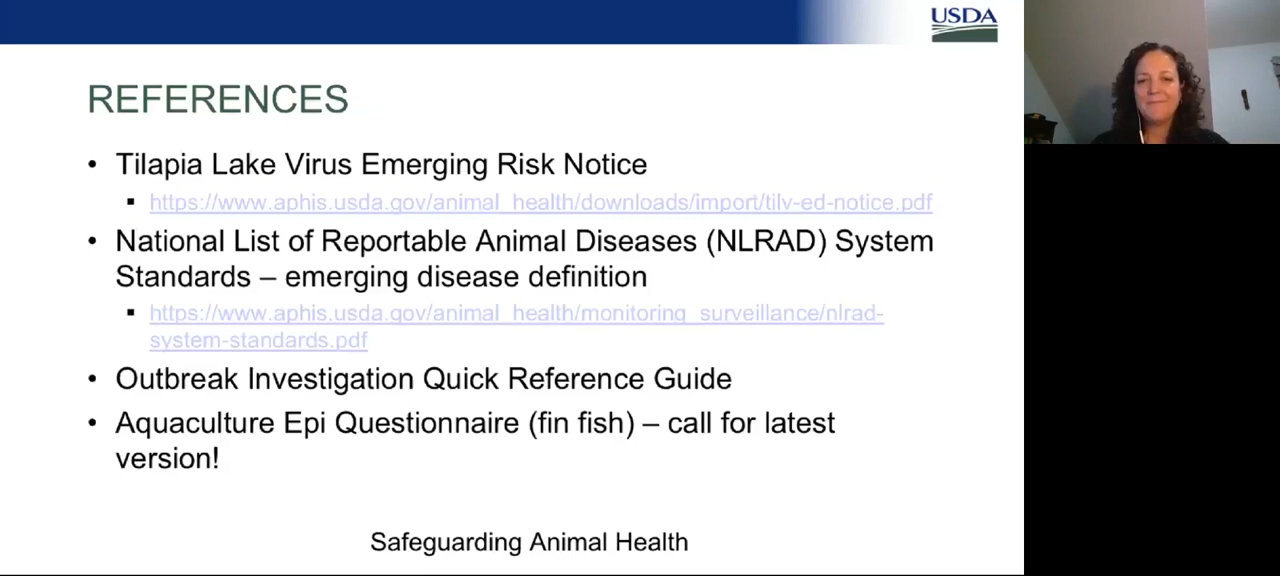 USDA
REFERENCES
• Tilapia Lake Virus Emerging Risk Notice
▪ https://www.aphis.usda.gov/animal_health/downloads/import/tilv-ed-notice.pdf
• National List of Reportable Animal Diseases (NLRAD) System
Standards – emerging disease definition
▪ https://www.aphis.usda.gov/animal_health/monitoring_surveillance/nlrad-
system-standards.pdf
• Outbreak Investigation Quick Reference Guide
• Aquaculture Epi Questionnaire (fin fish) – call for latest
version!
Safeguarding Animal Health